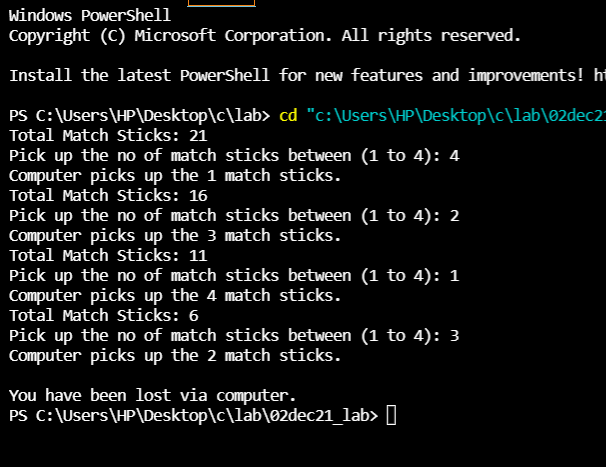 Windows PowerShell
Copyright (C) Microsoft Corporation. All rights reserved.
Install the latest PowerShell for new features and improvements!
PS C:\Users\HP\Desktop\c\lab> cd "c:\Users\HP\Desktop\c\lab\02dec21
Total Match Sticks: 21
Pick up the no of match sticks between (1 to 4): 4
Computer picks up the 1 match sticks.
Total Match Sticks: 16
Pick up the no of match sticks between (1 to 4): 2
Computer picks up the 3 match sticks.
Total Match Sticks: 11
Pick up the no of match sticks between (1 to 4): 1
Computer picks up the 4 match sticks.
Total Match Sticks: 6
Pick up the no of match sticks between (1 to 4): 3
Computer picks up the 2 match sticks.
You have been lost via computer.
PS C:\Users\HP\Desktop\c\lab\02dec21_lab>